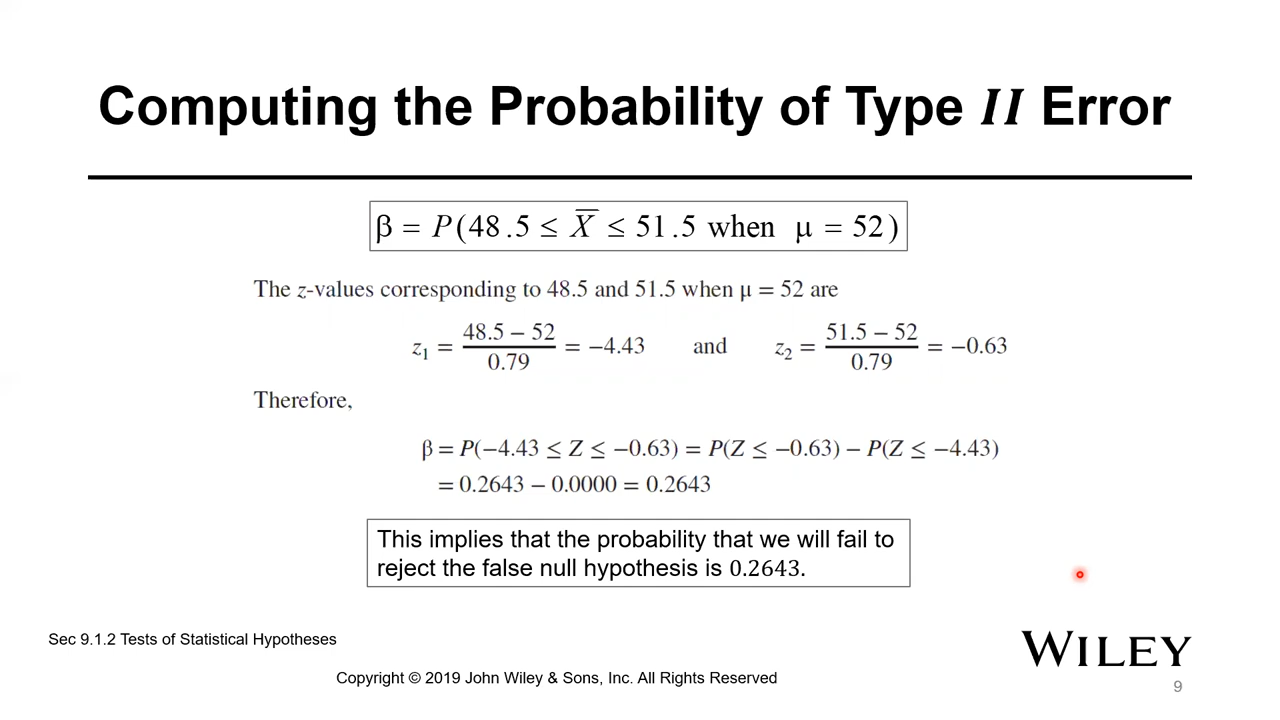 Computing the Probability of Type II Error
β = P(48.5 ≤ X̄ ≤ 51.5 when μ = 52)
The z-values corresponding to 48.5 and 51.5 when μ = 52 are
z₁ = (48.5 − 52)/0.79 = −4.43 and z₂ = (51.5 − 52)/0.79 = −0.63
Therefore,
β = P(−4.43 ≤ Z ≤ −0.63) = P(Z ≤ −0.63) − P(Z ≤ −4.43)
= 0.2643 − 0.0000 = 0.2643
This implies that the probability that we will fail to
reject the false null hypothesis is 0.2643.
Sec 9.1.2 Tests of Statistical Hypotheses
WILEY
Copyright © 2019 John Wiley & Sons, Inc. All Rights Reserved
9